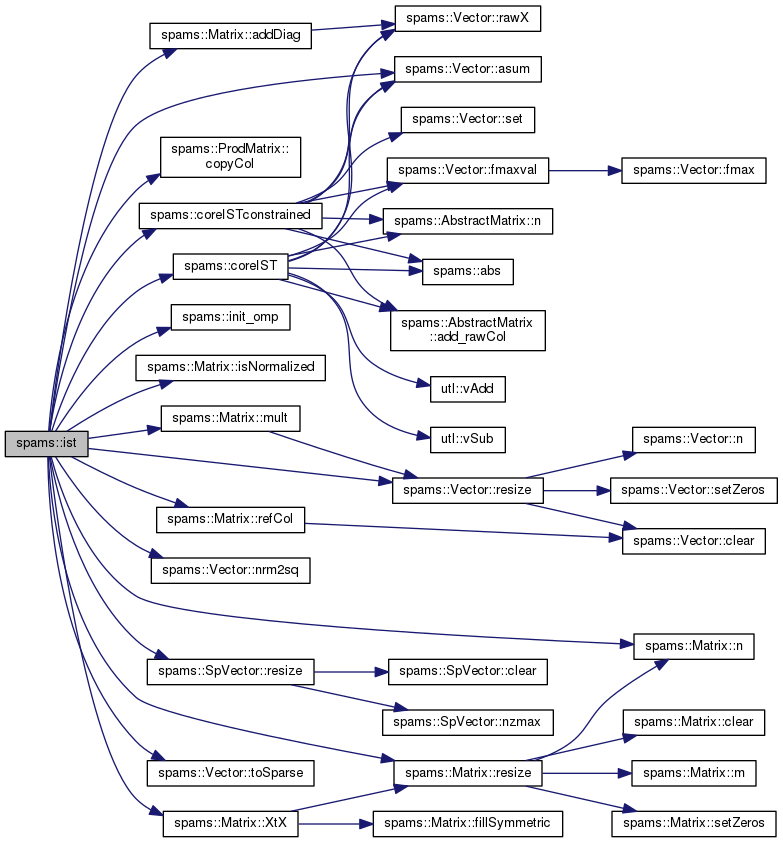 spams::Vector::rawX
spams::Matrix::addDiag
spams::Vector::asum
spams::Vector::set
spams::ProdMatrix::
copyCol
spams::Vector::fmaxval
spams::Vector::fmax
spams::coreISTconstrained
spams::AbstractMatrix::n
spams::coreIST
spams::abs
spams::init_omp
spams::AbstractMatrix
::add_rawCol
spams::Matrix::isNormalized
utl::vAdd
spams::Matrix::mult
utl::vSub
spams::Vector::n
spams::ist
spams::Vector::resize
spams::Vector::setZeros
spams::Matrix::refCol
spams::Vector::clear
spams::Vector::nrm2sq
spams::Matrix::n
spams::SpVector::resize
spams::SpVector::clear
spams::SpVector::nzmax
spams::Matrix::clear
spams::Vector::toSparse
spams::Matrix::resize
spams::Matrix::m
spams::Matrix::XtX
spams::Matrix::fillSymmetric
spams::Matrix::setZeros